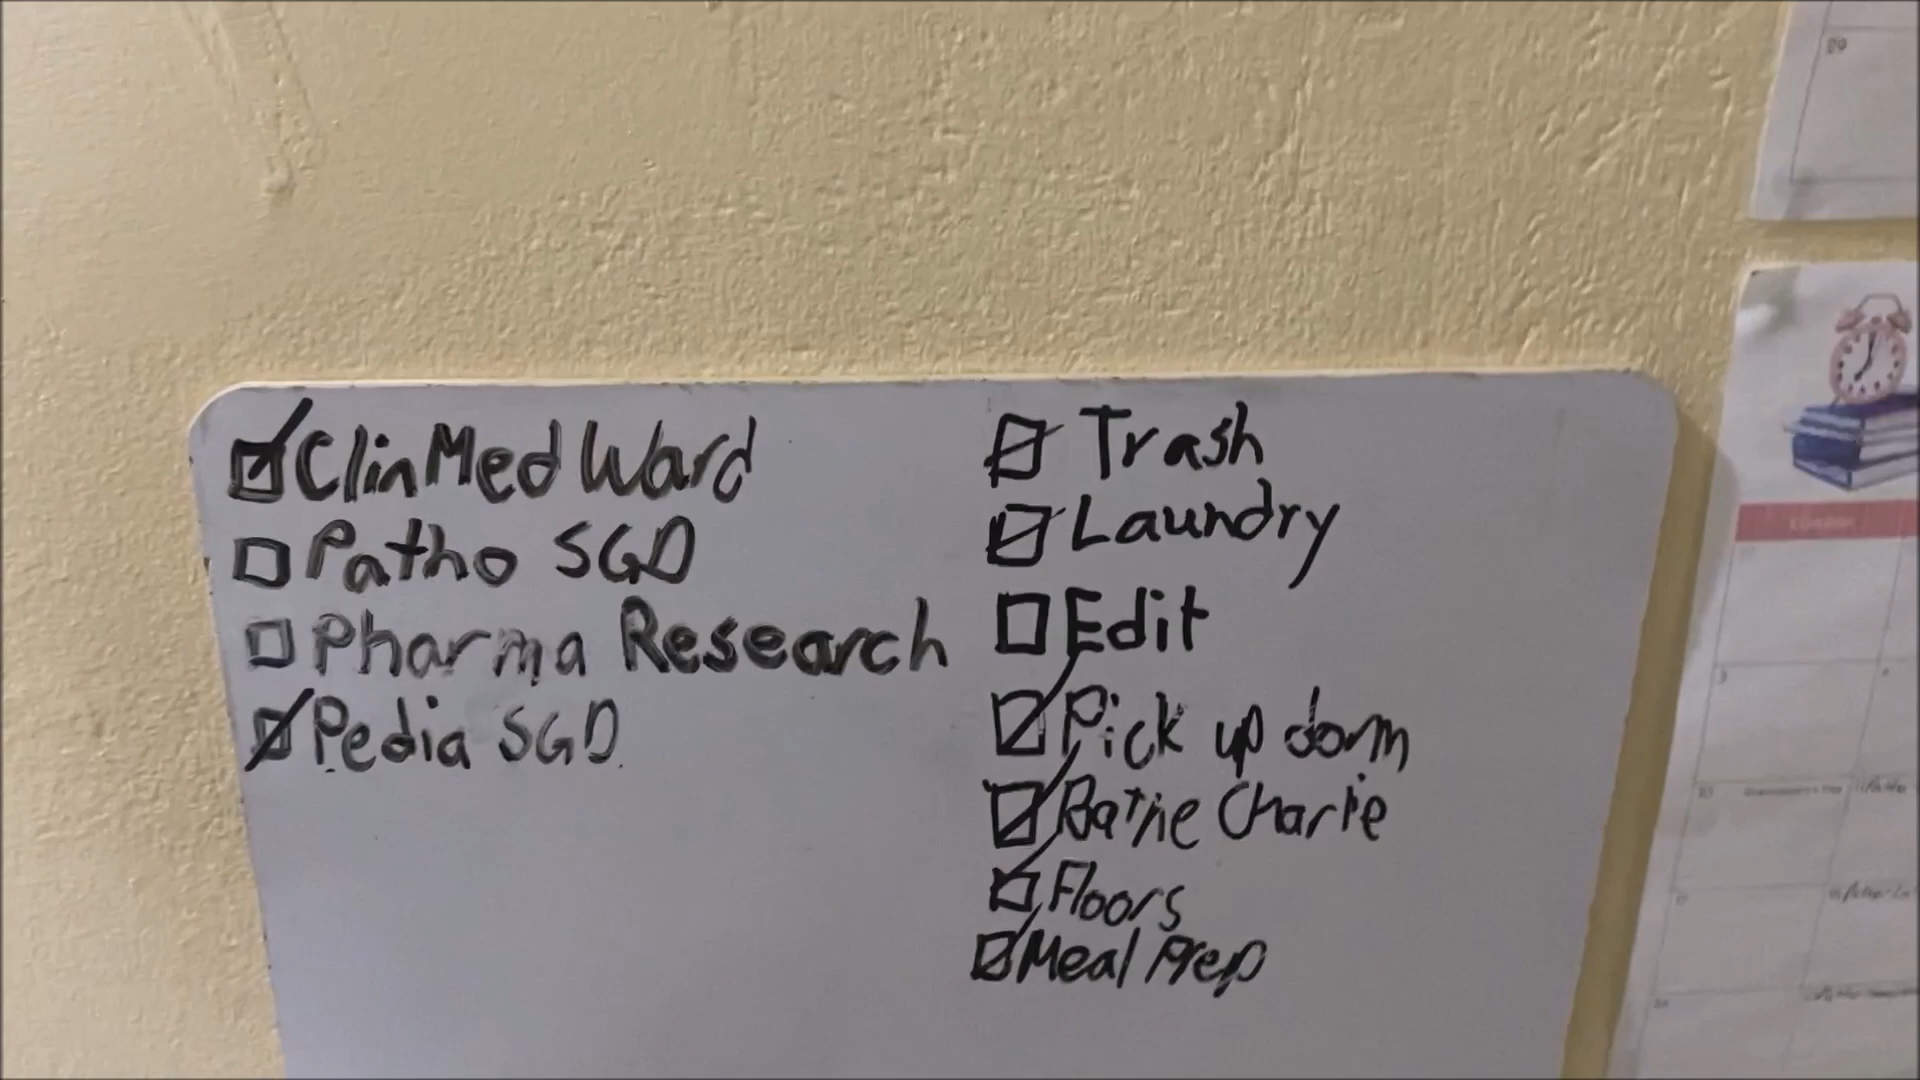 ClinMed Ward
Patho SGD
Pharma Research
Pedia SGD
Trash
Laundry
Edit
Pick up dorm
Bathe Charlie
Floors
Meal Prep
29